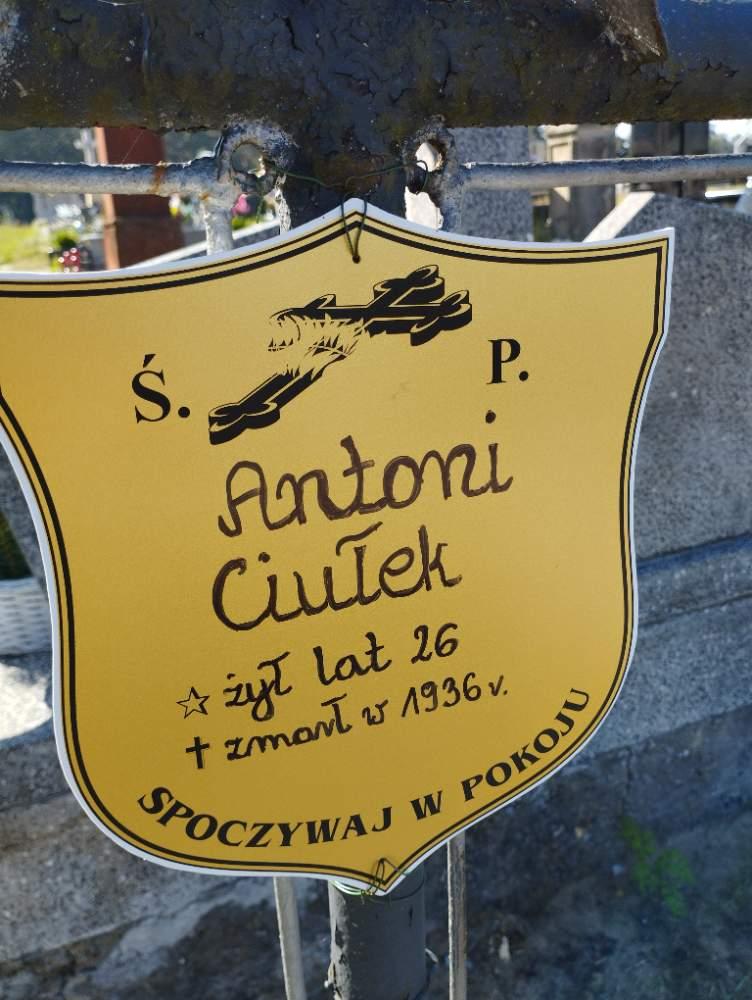 Ś. P.
Antoni
Ciułek
☆ żył lat 26
† zmarł w 1936 r.
SPOCZYWAJ W POKOJU